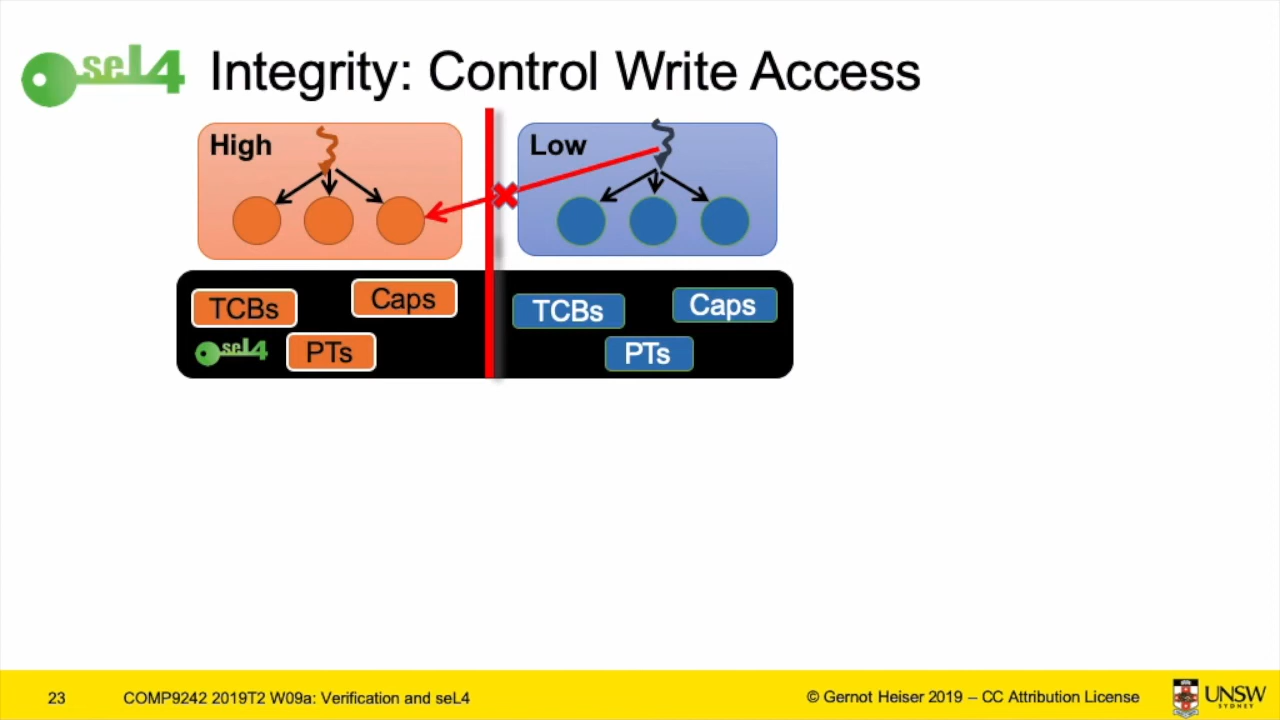 seL4 Integrity: Control Write Access
High
Low
TCBs
Caps
seL4
PTs
TCBs
Caps
PTs
23 COMP9242 2019T2 W09a: Verification and seL4 © Gernot Heiser 2019 – CC Attribution License
UNSW
SYDNEY